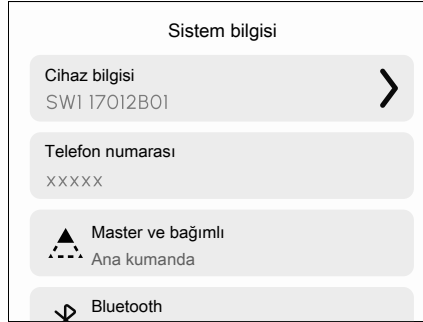 Sistem bilgisi
Cihaz bilgisi
SW1 17012B01
Telefon numarası
xxxxx
Master ve bağımlı
Ana kumanda
Bluetooth